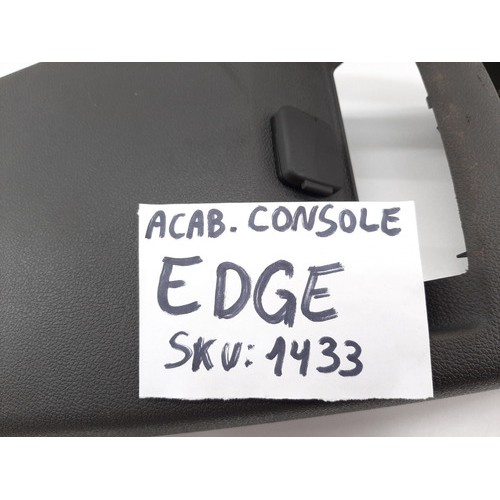 ACAB. CONSOLE
EDGE
SKU: 1433